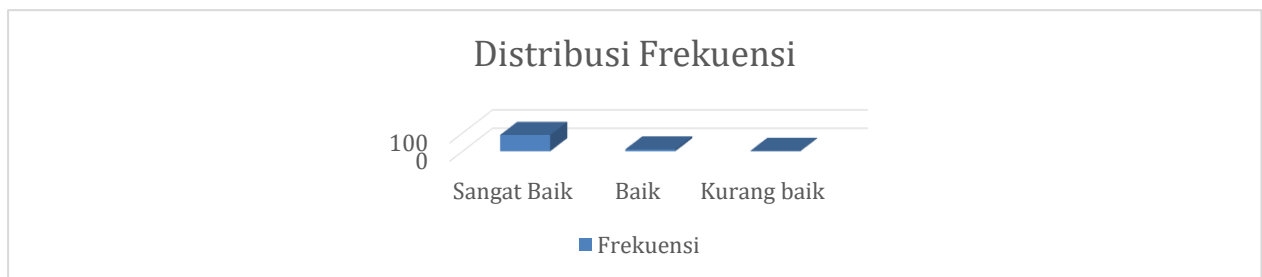 Distribusi Frekuensi
100
0
Sangat Baik Baik Kurang baik
Frekuensi